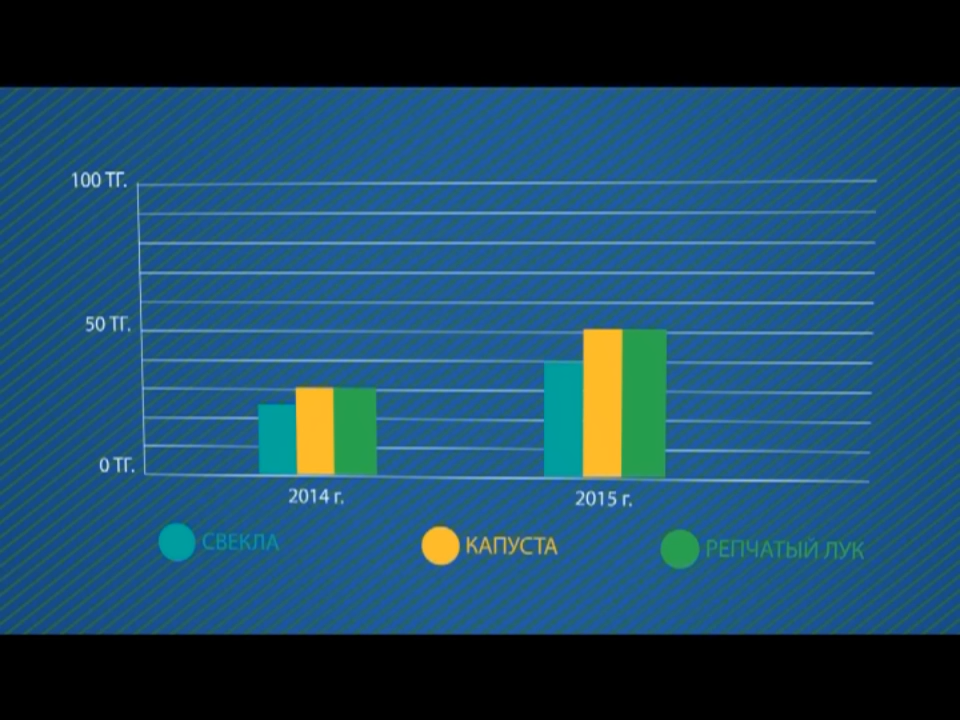 100 ТГ.
50 ТГ.
0 ТГ.
2014 г.
2015 г.
СВЕКЛА
КАПУСТА
РЕПЧАТЫЙ ЛУК